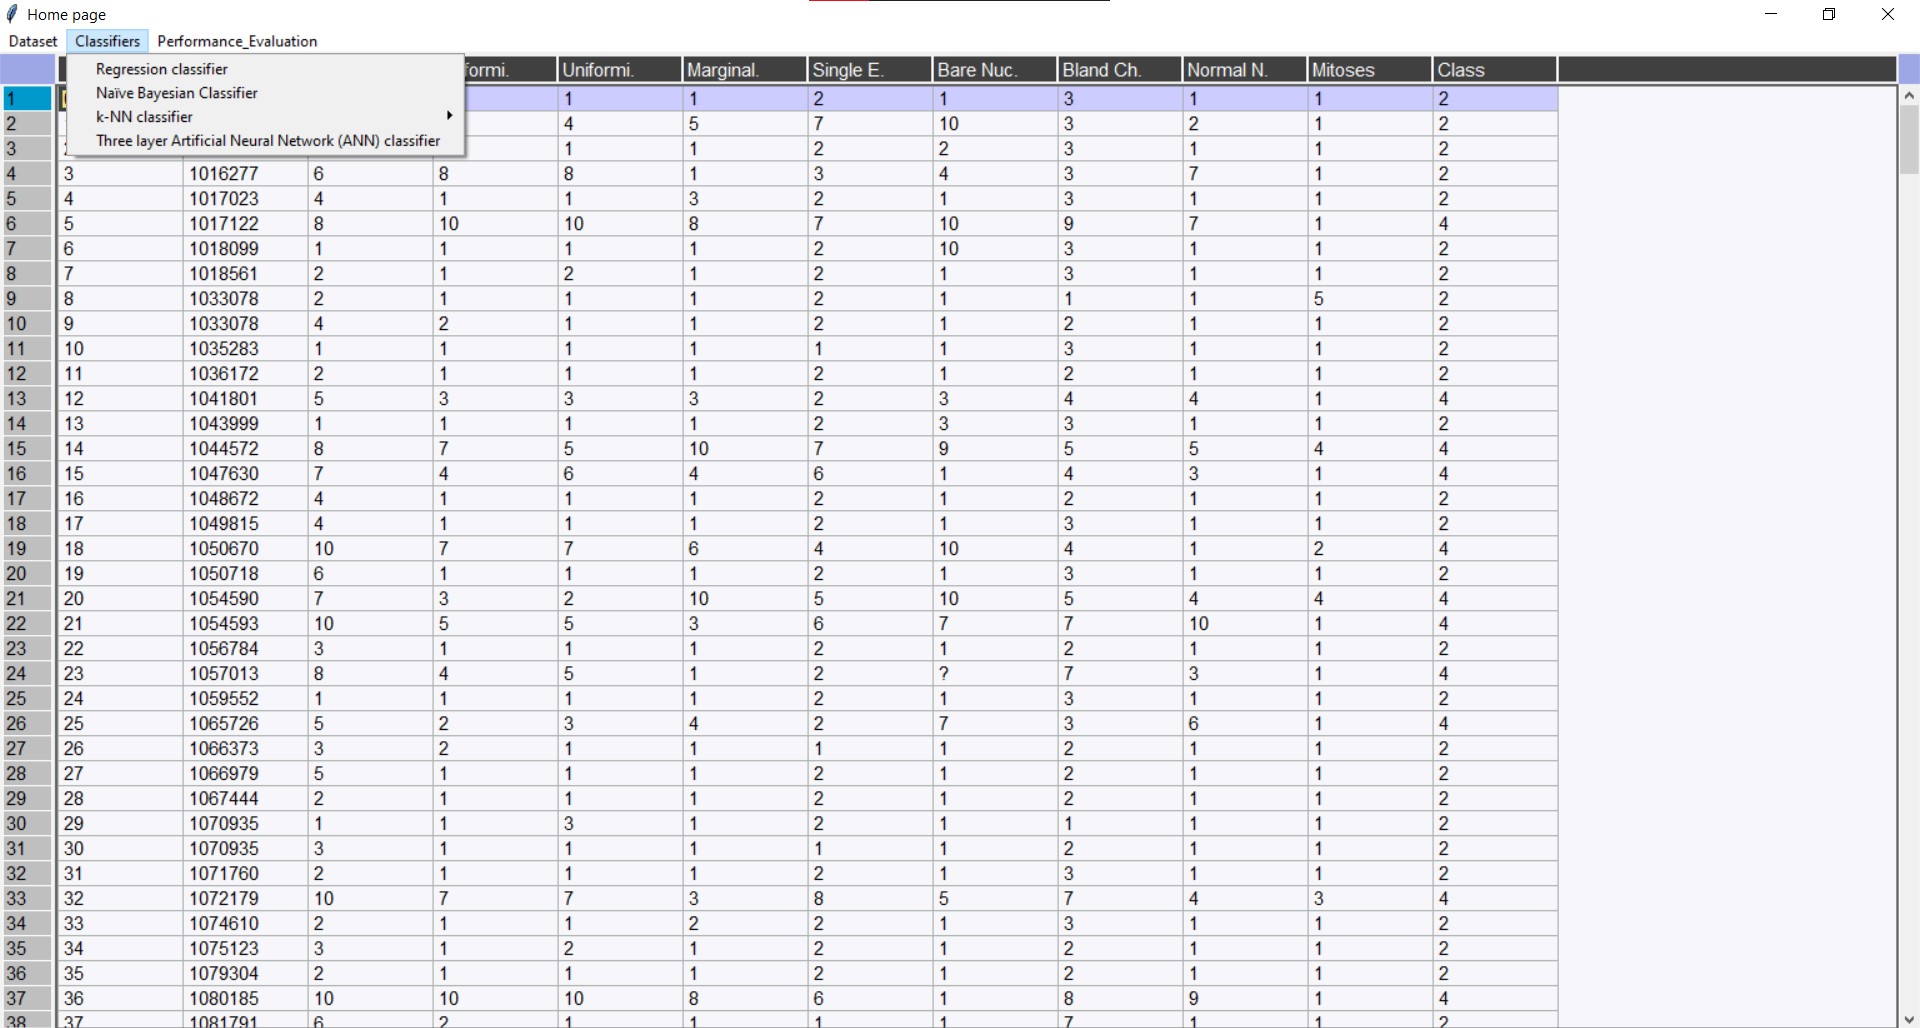 Home page
Dataset Classifiers Performance_Evaluation
Regression classifier
Naïve Bayesian Classifier
k-NN classifier
Three layer Artificial Neural Network (ANN) classifier
formi. Uniformi. Marginal. Single E. Bare Nuc. Bland Ch. Normal N. Mitoses Class
1 1 1 2 1 3 1 1 2
2 4 5 7 10 3 2 1 2
3 1 1 2 2 3 1 1 2
4 3 1016277 6 8 8 1 3 4 3 7 1 2
5 4 1017023 4 1 1 3 2 1 3 1 1 2
6 5 1017122 8 10 10 8 7 10 9 7 1 4
7 6 1018099 1 1 1 1 2 10 3 1 1 2
8 7 1018561 2 1 2 1 2 1 3 1 1 2
9 8 1033078 2 1 1 1 2 1 1 1 5 2
10 9 1033078 4 2 1 1 2 1 2 1 1 2
11 10 1035283 1 1 1 1 1 1 3 1 1 2
12 11 1036172 2 1 1 1 2 1 2 1 1 2
13 12 1041801 5 3 3 3 2 3 4 4 1 4
14 13 1043999 1 1 1 1 2 3 3 1 1 2
15 14 1044572 8 7 5 10 7 9 5 5 4 4
16 15 1047630 7 4 6 4 6 1 4 3 1 4
17 16 1048672 4 1 1 1 2 1 2 1 1 2
18 17 1049815 4 1 1 1 2 1 3 1 1 2
19 18 1050670 10 7 7 6 4 10 4 1 2 4
20 19 1050718 6 1 1 1 2 1 3 1 1 2
21 20 1054590 7 3 2 10 5 10 5 4 4 4
22 21 1054593 10 5 5 3 6 7 7 10 1 4
23 22 1056784 3 1 1 1 2 1 2 1 1 2
24 23 1057013 8 4 5 1 2 ? 7 3 1 4
25 24 1059552 1 1 1 1 2 1 3 1 1 2
26 25 1065726 5 2 3 4 2 7 3 6 1 4
27 26 1066373 3 2 1 1 1 1 2 1 1 2
28 27 1066979 5 1 1 1 2 1 2 1 1 2
29 28 1067444 2 1 1 1 2 1 2 1 1 2
30 29 1070935 1 1 3 1 2 1 1 1 1 2
31 30 1070935 3 1 1 1 1 1 2 1 1 2
32 31 1071760 2 1 1 1 2 1 3 1 1 2
33 32 1072179 10 7 7 3 8 5 7 4 3 4
34 33 1074610 2 1 1 2 2 1 3 1 1 2
35 34 1075123 3 1 2 1 2 1 2 1 1 2
36 35 1079304 2 1 1 1 2 1 2 1 1 2
37 36 1080185 10 10 10 8 6 1 8 9 1 4
38 37 1081791 6 2 1 1 1 1 7 1 1 2